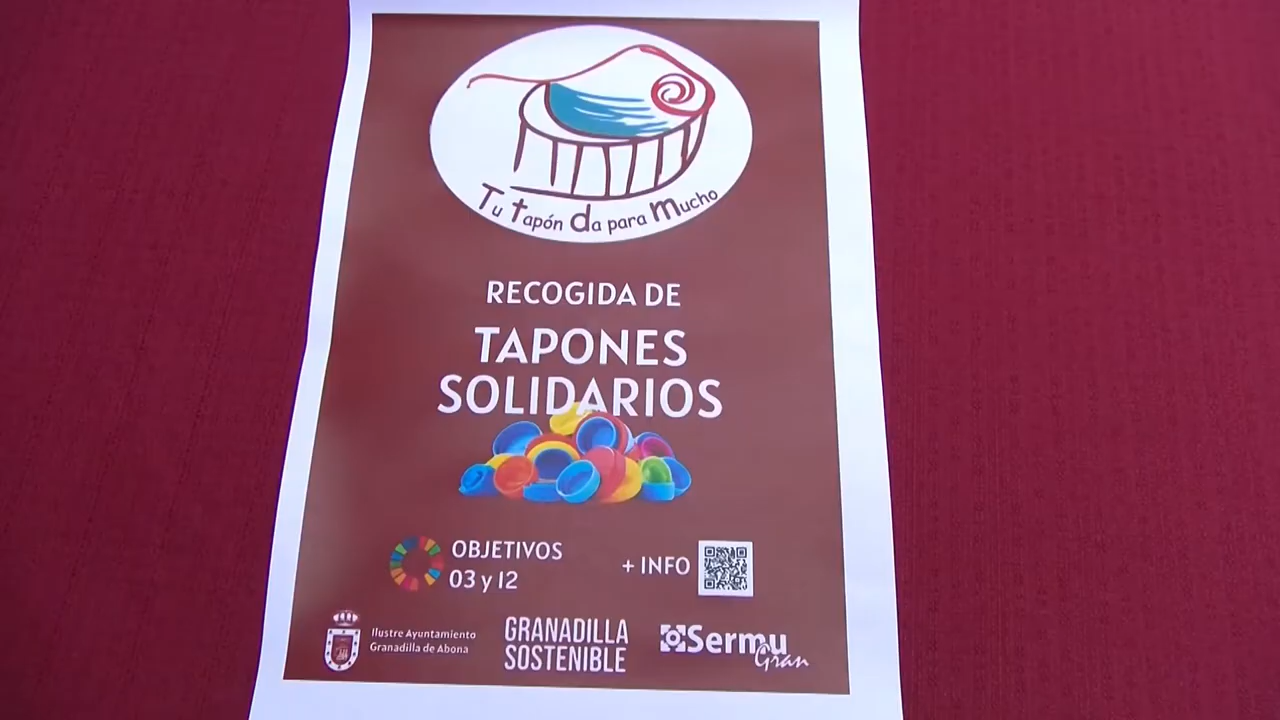 Tu tapón da para mucho
RECOGIDA DE
TAPONES
SOLIDARIOS
OBJETIVOS
03 y 12
+ INFO
Ilustre Ayuntamiento
Granadilla de Abona
GRANADILLA
SOSTENIBLE
Sermu
Gran